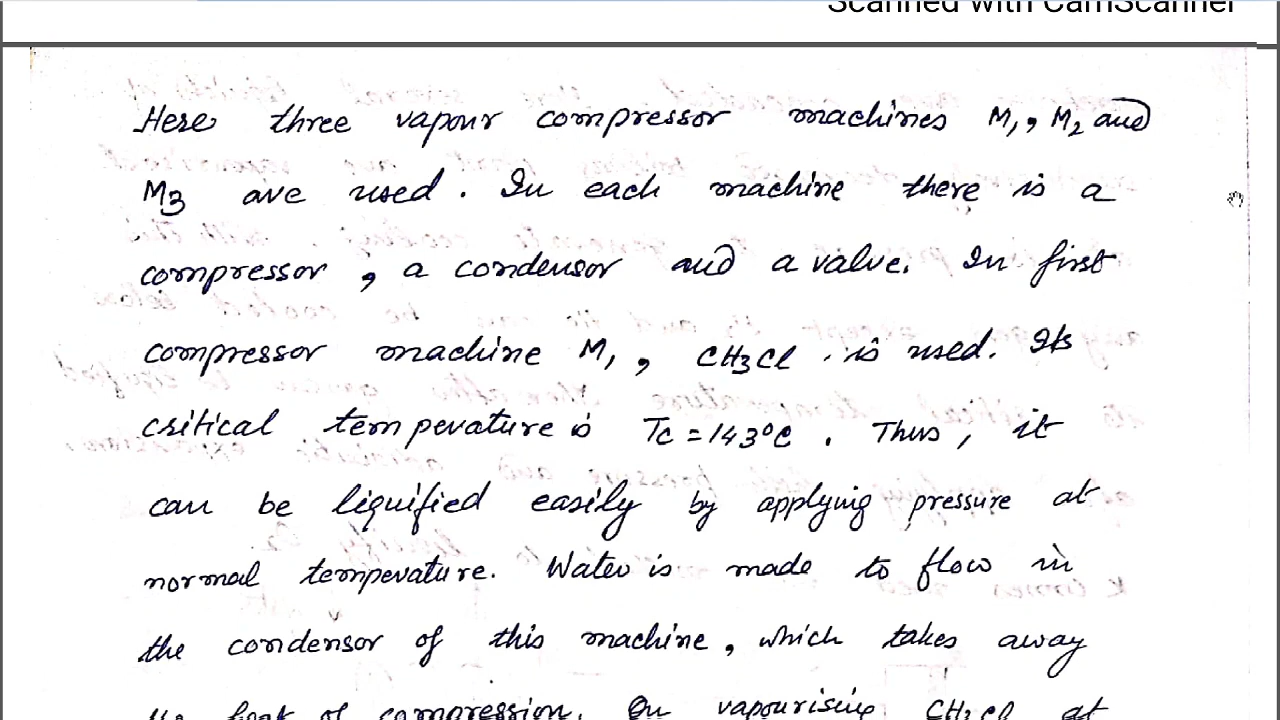 Scanned with CamScanner
Here three vapour compressor machines M₁, M₂ and
M3 are used. In each machine there is a
compressor, a condensor and a valve. In first
compressor machine M₁, CH3Cl is used. Its
critical temperature is Tc = 143°C. Thus, it
can be liquified easily by applying pressure at
normal temperature. Water is made to flow in
the condensor of this machine, which takes away
the heat of compression. On vapourising CH3Cl at